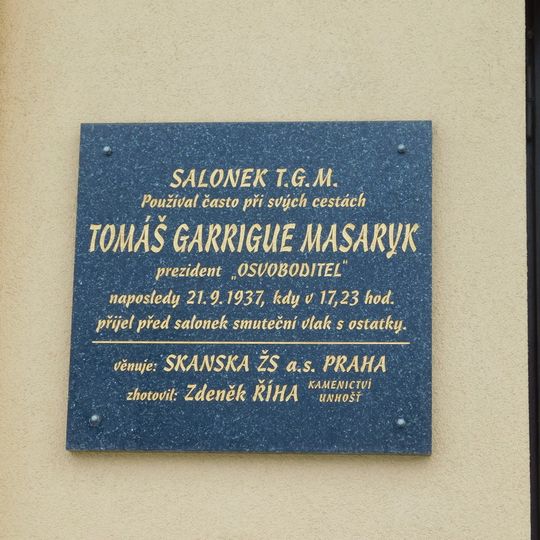 SALONEK T.G.M.
Používal často při svých cestách
TOMÁŠ GARRIGUE MASARYK
prezident „OSVOBODITEL"
naposledy 21.9.1937, kdy v 17,23 hod.
přijel před salonek smuteční vlak s ostatky.
věnuje: SKANSKA ŽS a.s. PRAHA
zhotovil: Zdeněk ŘÍHA KAMENICTVÍ
UNHOŠŤ